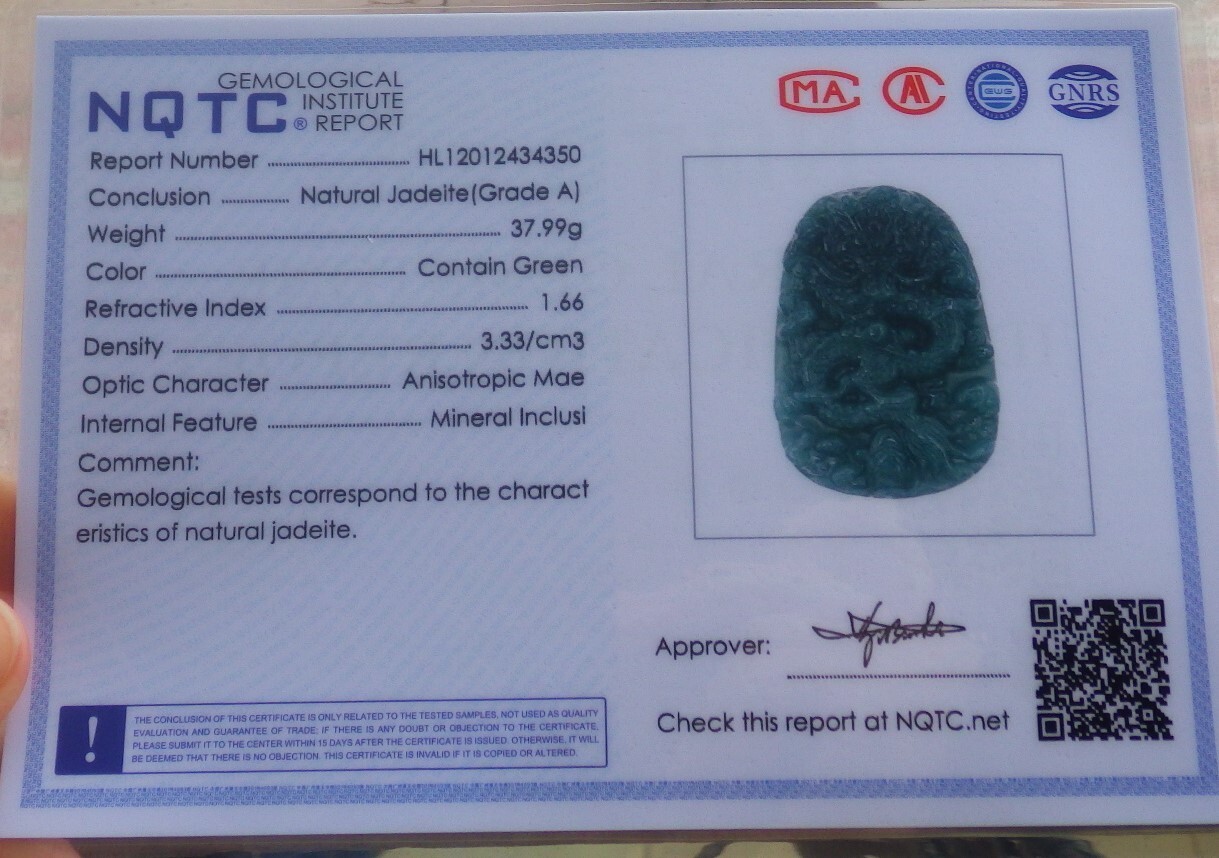 GEMOLOGICAL
NQTC® INSTITUTE
REPORT
MA
AL
GWG
GNRS
Report Number ........ HL12012434350
Conclusion ........ Natural Jadeite(Grade A)
Weight ........ 37.99g
Color ........ Contain Green
Refractive Index ........ 1.66
Density ........ 3.33/cm3
Optic Character ........ Anisotropic Mae
Internal Feature ........ Mineral Inclusi
Comment:
Gemological tests correspond to the charact
eristics of natural jadeite.
Approver:
Check this report at NQTC.net
!
THE CONCLUSION OF THIS CERTIFICATE IS ONLY RELATED TO THE TESTED SAMPLES, NOT USED AS QUALITY
EVALUATION AND GUARANTEE OF TRADE; IF THERE IS ANY DOUBT OR OBJECTION TO THE CERTIFICATE,
PLEASE SUBMIT IT TO THE CENTER WITHIN 15 DAYS AFTER THE CERTIFICATE IS ISSUED. OTHERWISE, IT WILL
BE DEEMED THAT THERE IS NO OBJECTION. THIS CERTIFICATE IS INVALID IF IT IS COPIED OR ALTERED.